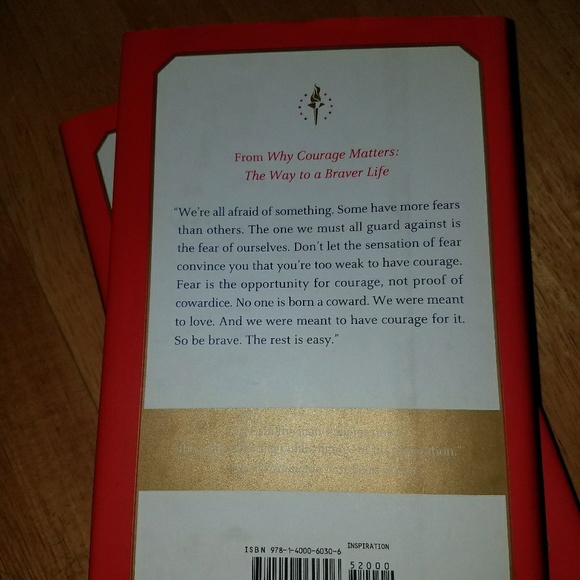 From Why Courage Matters:
The Way to a Braver Life
“We’re all afraid of something. Some have more fears
than others. The one we must all guard against is
the fear of ourselves. Don’t let the sensation of fear
convince you that you’re too weak to have courage.
Fear is the opportunity for courage, not proof of
cowardice. No one is born a coward. We were meant
to love. And we were meant to have courage for it.
So be brave. The rest is easy.”
ISBN 978-1-4000-6030-6
INSPIRATION
52000